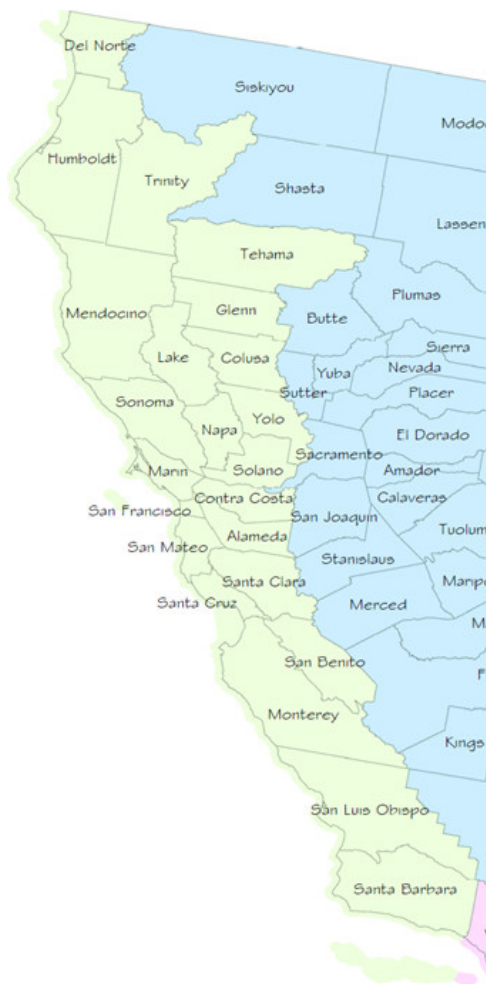 Del Norte
Siskiyou
Modoc
Humboldt
Trinity
Shasta
Lassen
Tehama
Plumas
Mendocino
Glenn
Butte
Lake
Colusa
Yuba
Sierra
Nevada
Sutter
Placer
Sonoma
Napa
Yolo
El Dorado
Sacramento
Marin
Solano
Amador
Contra Costa
Calaveras
San Francisco
San Joaquin
Alameda
Tuolum
San Mateo
Stanislaus
Santa Clara
Maripo
Santa Cruz
Merced
M
San Benito
F
Monterey
Kings
San Luis Obispo
Santa Barbara